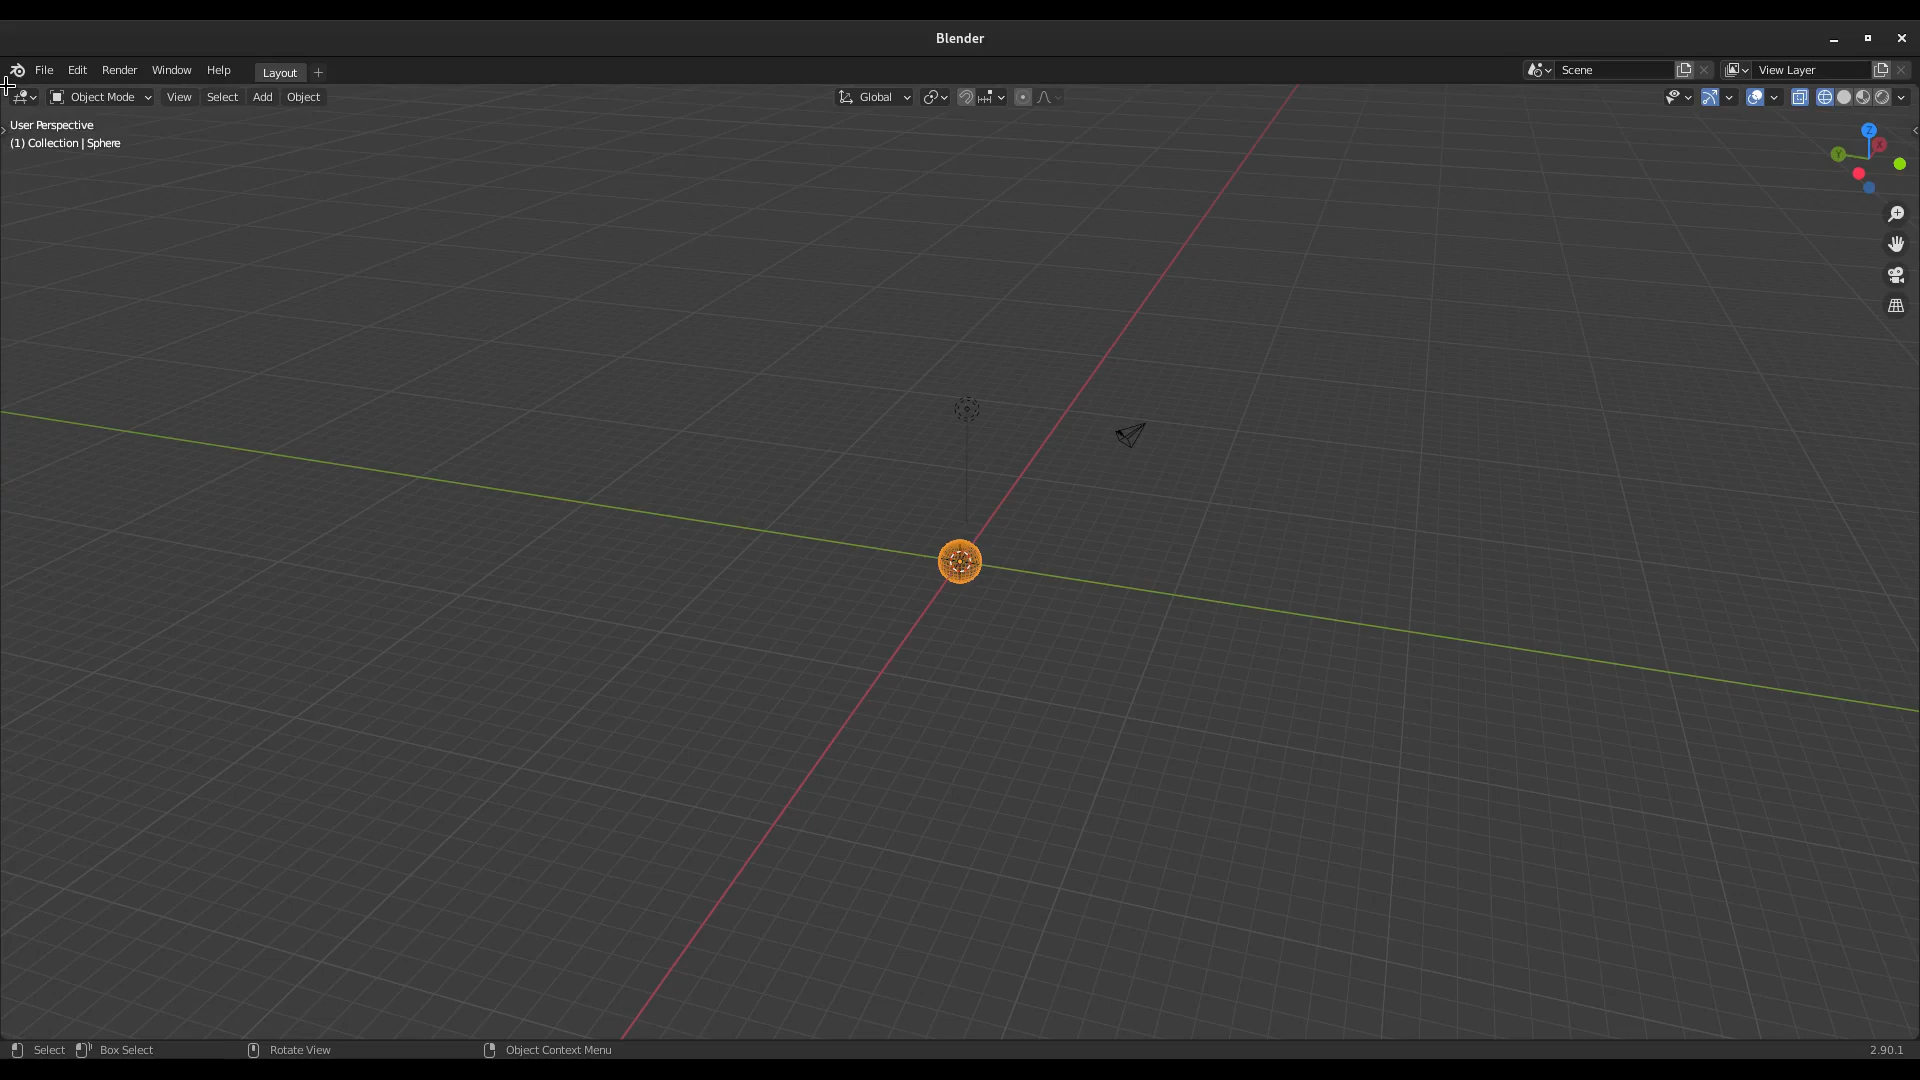 Blender
File Edit Render Window Help Layout + Scene View Layer
Object Mode View Select Add Object Global
User Perspective
(1) Collection | Sphere
Z
X
Y
Select Box Select Rotate View Object Context Menu 2.90.1